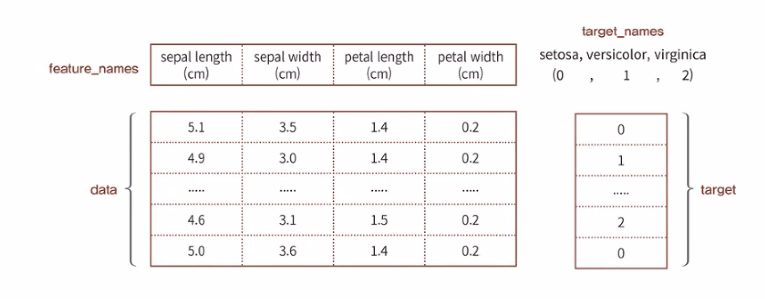 target_names
feature_names
sepal length (cm)
sepal width (cm)
petal length (cm)
petal width (cm)
setosa, versicolor, virginica
(0 , 1 , 2)
data
5.1 3.5 1.4 0.2
4.9 3.0 1.4 0.2
..... ..... ..... .....
4.6 3.1 1.5 0.2
5.0 3.6 1.4 0.2
0
1
.....
2
0
target